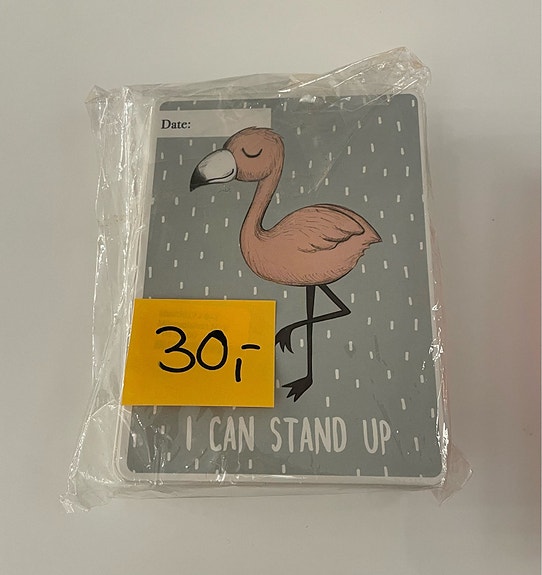 Date:
30,-
I CAN STAND UP